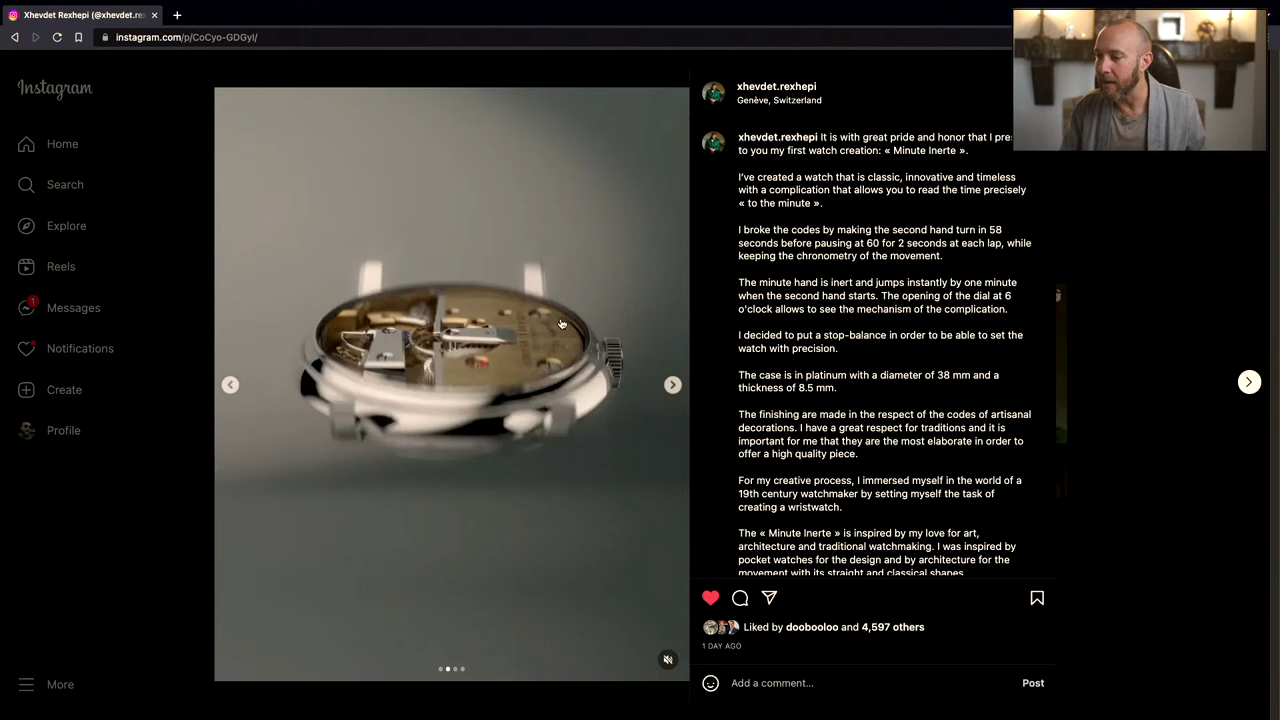 Xhevdet Rexhepi (@xhevdet.rex
instagram.com/p/CoCyo-GDGyI/
Instagram
Home
Search
Explore
Reels
1
Messages
Notifications
Create
Profile
More
xhevdet.rexhepi
Genève, Switzerland
xhevdet.rexhepi It is with great pride and honor that I pre
to you my first watch creation: « Minute Inerte ».
I've created a watch that is classic, innovative and timeless
with a complication that allows you to read the time precisely
« to the minute ».
I broke the codes by making the second hand turn in 58
seconds before pausing at 60 for 2 seconds at each lap, while
keeping the chronometry of the movement.
The minute hand is inert and jumps instantly by one minute
when the second hand starts. The opening of the dial at 6
o'clock allows to see the mechanism of the complication.
I decided to put a stop-balance in order to be able to set the
watch with precision.
The case is in platinum with a diameter of 38 mm and a
thickness of 8.5 mm.
The finishing are made in the respect of the codes of artisanal
decorations. I have a great respect for traditions and it is
important for me that they are the most elaborate in order to
offer a high quality piece.
For my creative process, I immersed myself in the world of a
19th century watchmaker by setting myself the task of
creating a wristwatch.
The « Minute Inerte » is inspired by my love for art,
architecture and traditional watchmaking. I was inspired by
pocket watches for the design and by architecture for the
movement with its straight and classical shapes.
Liked by doobooloo and 4,597 others
1 DAY AGO
Add a comment...
Post